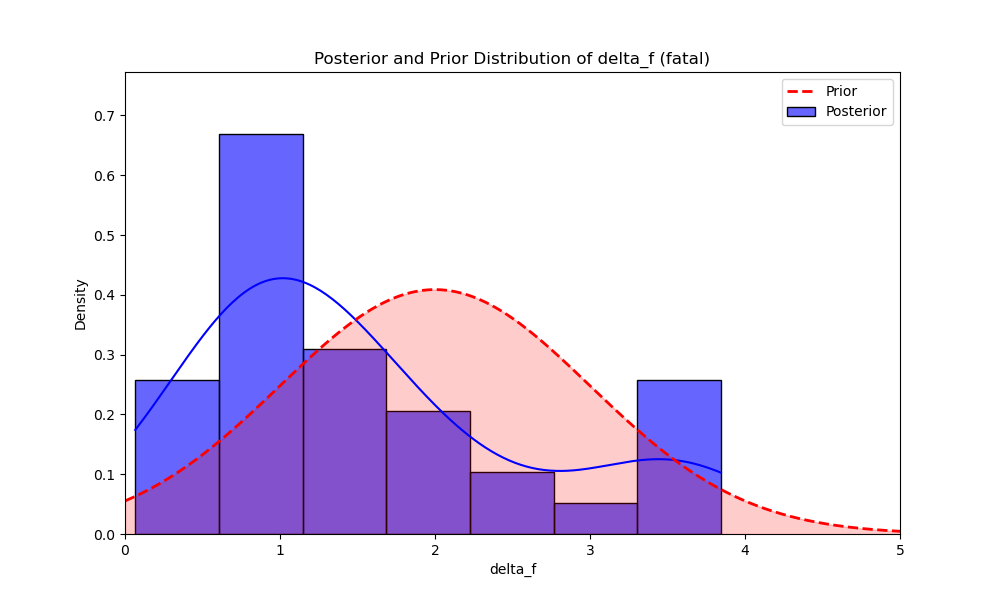 Posterior and Prior Distribution of delta_f (fatal)
Prior
Posterior
Density
0.7
0.6
0.5
0.4
0.3
0.2
0.1
0.0
0 1 2 3 4 5
delta_f